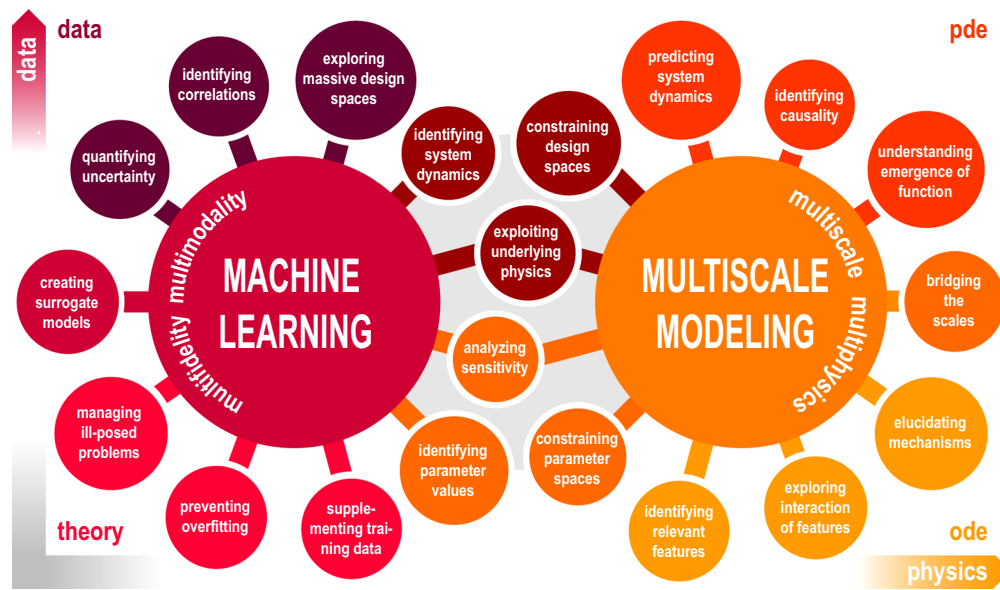 data
data
pde
identifying
correlations
exploring
massive design
spaces
predicting
system
dynamics
identifying
causality
quantifying
uncertainty
identifying
system
dynamics
constraining
design
spaces
understanding
emergence of
function
multimodality
multifidelity
exploiting
underlying
physics
multiscale
multiphysics
creating
surrogate
models
MACHINE
LEARNING
MULTISCALE
MODELING
bridging
the
scales
analyzing
sensitivity
managing
ill-posed
problems
identifying
parameter
values
constraining
parameter
spaces
elucidating
mechanisms
preventing
overfitting
supple-
menting trai-
ning data
identifying
relevant
features
exploring
interaction
of features
theory
ode
physics